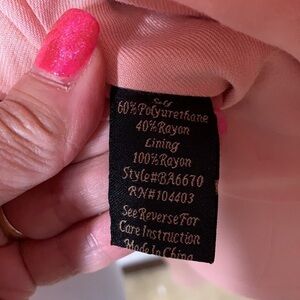 Self
60%Polyurethane
40%Rayon
Lining
100%Rayon
Style#BA6670
RN#104403
See Reverse For
Care Instruction
Made In China